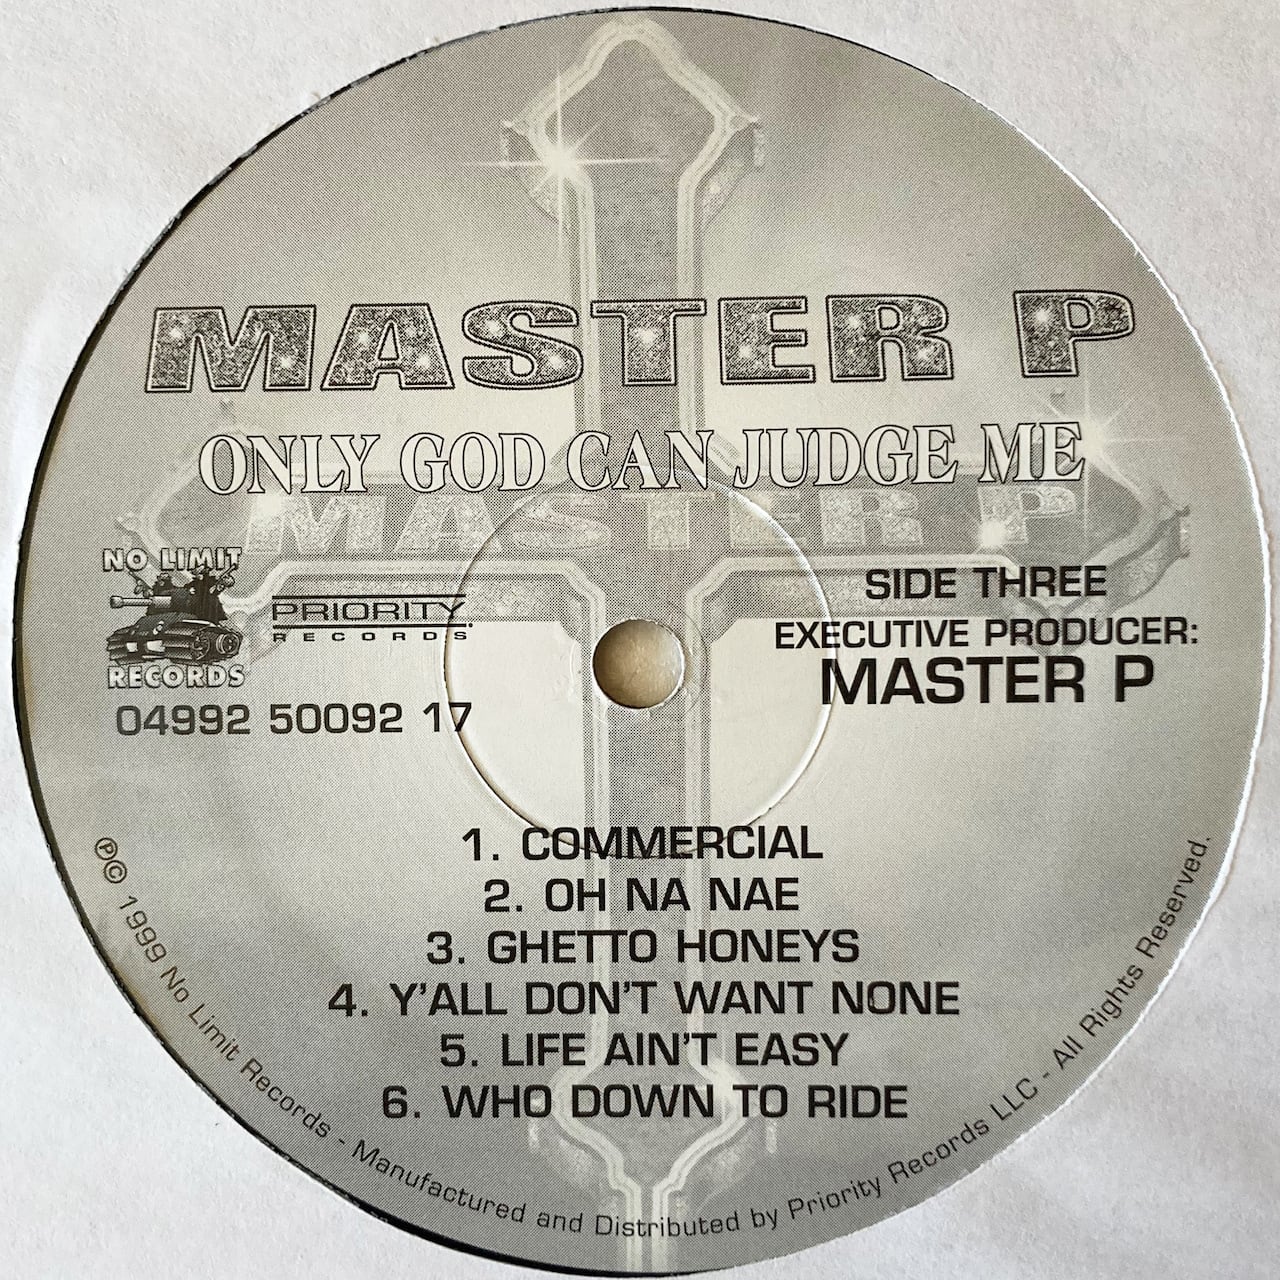 MASTER P
ONLY GOD CAN JUDGE ME
MASTER P
NO LIMIT
RECORDS
PRIORITY
RECORDS
04992 50092 17
SIDE THREE
EXECUTIVE PRODUCER:
MASTER P
1. COMMERCIAL
2. OH NA NAE
3. GHETTO HONEYS
4. Y'ALL DON'T WANT NONE
5. LIFE AIN'T EASY
6. WHO DOWN TO RIDE
℗© 1999 No Limit Records - Manufactured and Distributed by Priority Records LLC - All Rights Reserved.